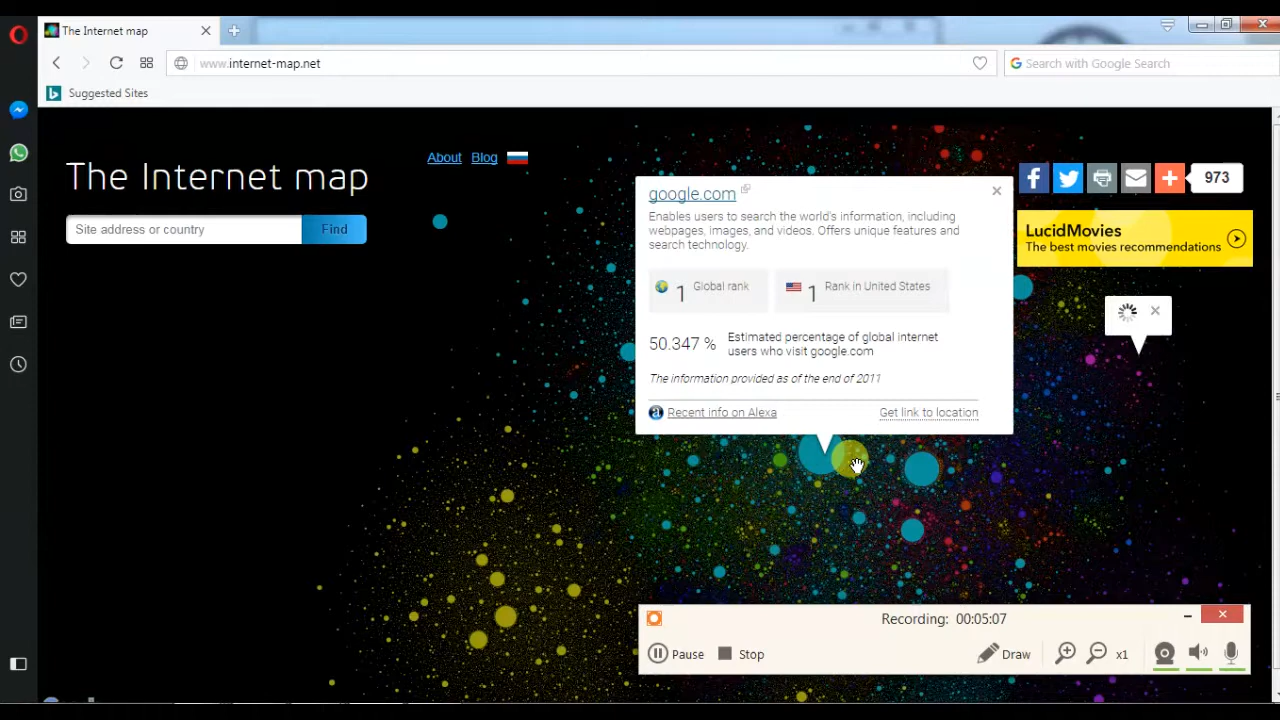 The Internet map
www.internet-map.net
Search with Google Search
Suggested Sites
The Internet map
About Blog
Site address or country
Find
google.com
Enables users to search the world's information, including
webpages, images, and videos. Offers unique features and
search technology.
1 Global rank
1 Rank in United States
50.347 %
Estimated percentage of global internet
users who visit google.com
The information provided as of the end of 2011
Recent info on Alexa
Get link to location
973
LucidMovies
The best movies recommendations
Recording: 00:05:07
Pause
Stop
Draw
x1